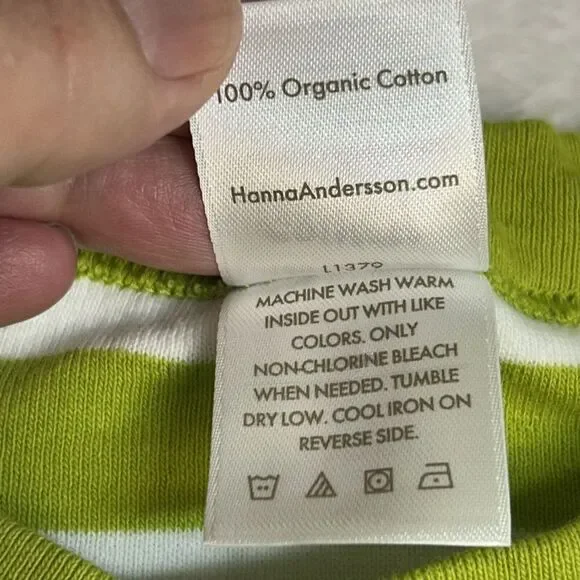 100% Organic Cotton
HannaAndersson.com
L1379
MACHINE WASH WARM
INSIDE OUT WITH LIKE
COLORS. ONLY
NON-CHLORINE BLEACH
WHEN NEEDED. TUMBLE
DRY LOW. COOL IRON ON
REVERSE SIDE.